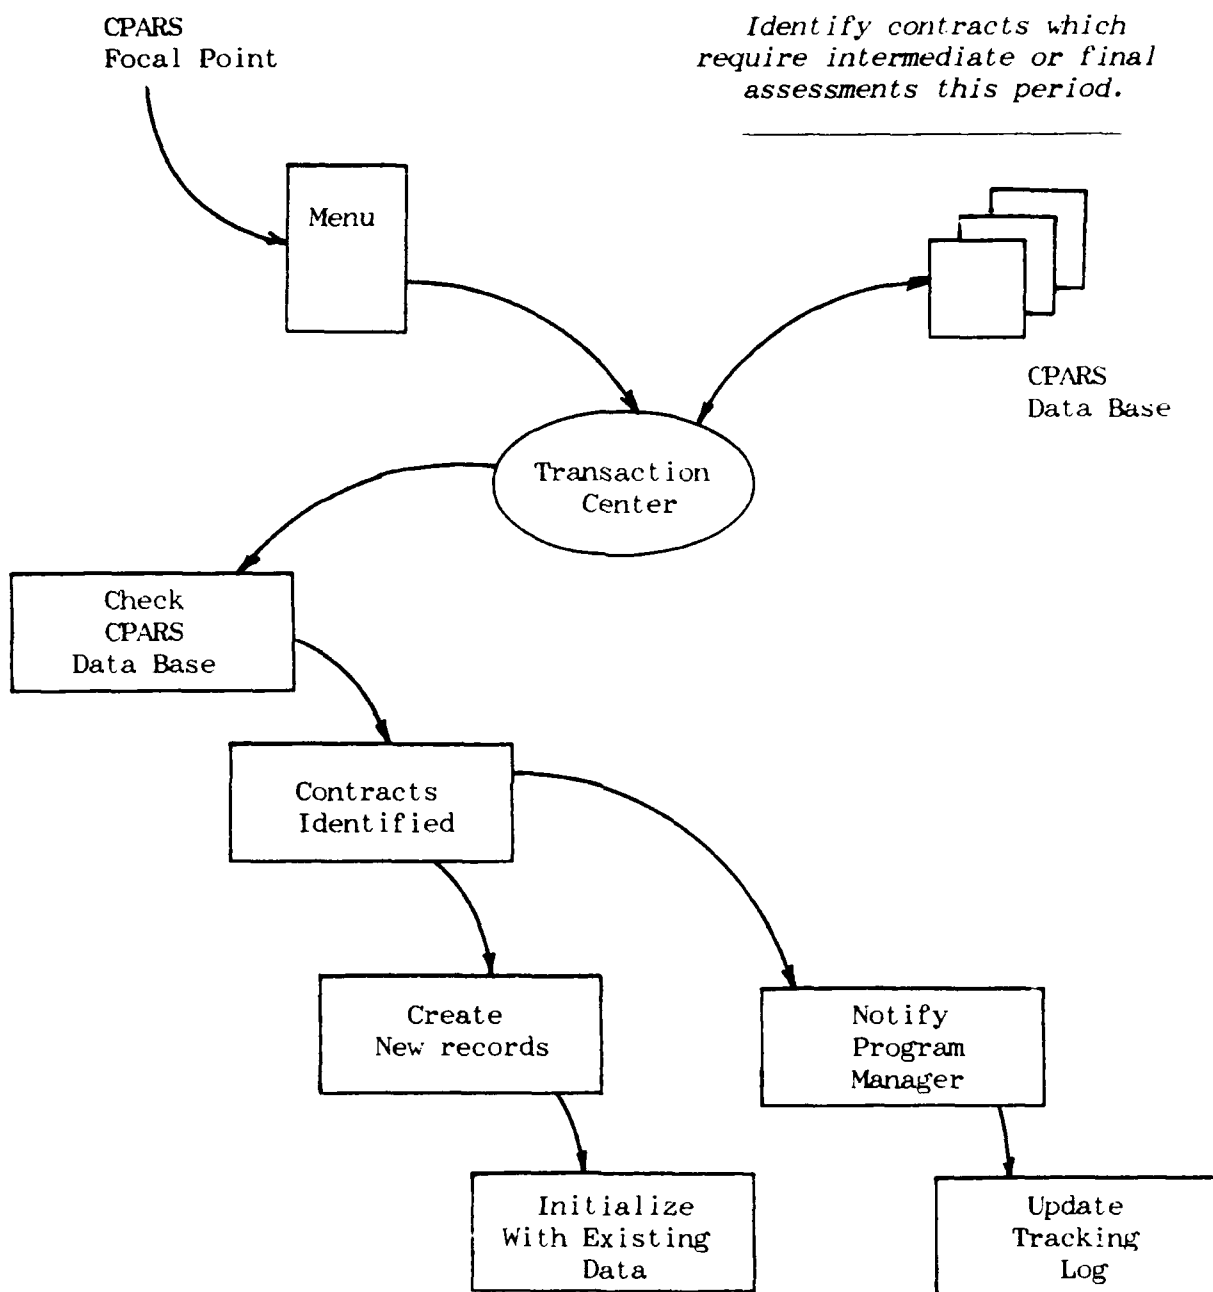 CPARS
Focal Point
Identify contracts which
require intermediate or final
assessments this period.
Menu
CPARS
Data Base
Transaction
Center
Check
CPARS
Data Base
Contracts
Identified
Create
New records
Notify
Program
Manager
Initialize
With Existing
Data
Update
Tracking
Log